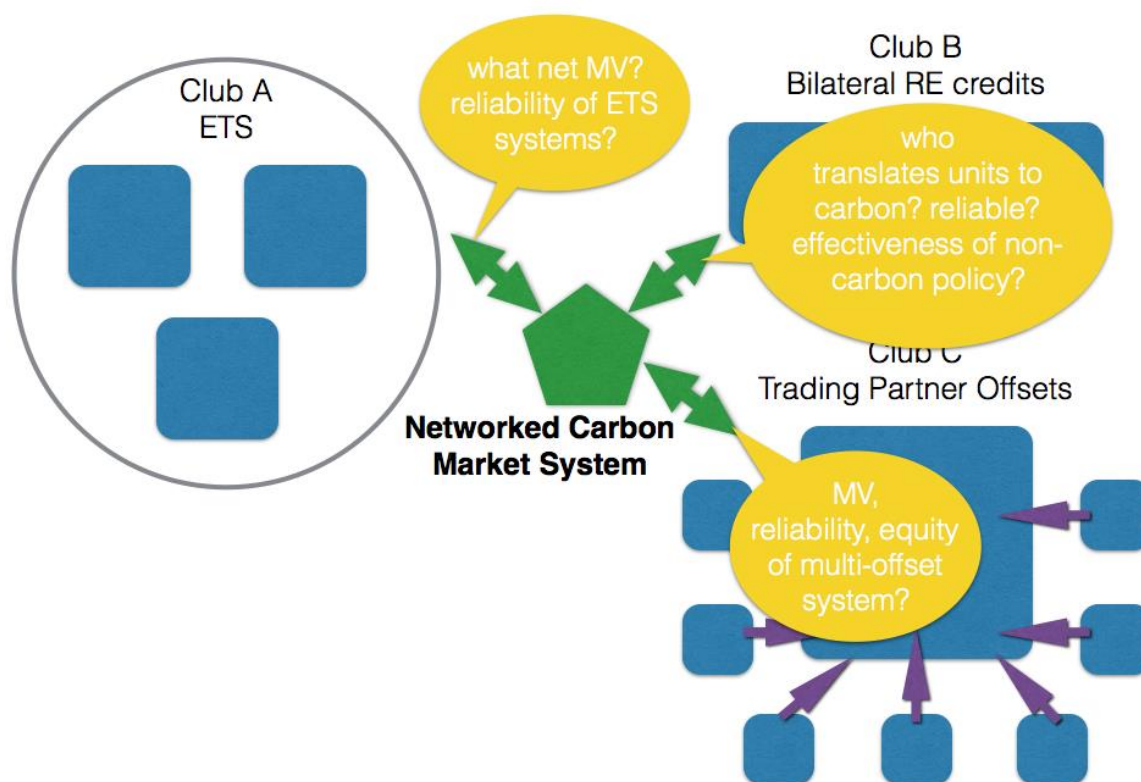 Club A
ETS
what net MV?
reliability of ETS
systems?
Club B
Bilateral RE credits
who
translates units to
carbon? reliable?
effectiveness of non-
carbon policy?
Networked Carbon
Market System
Club C
Trading Partner Offsets
MV,
reliability, equity
of multi-offset
system?